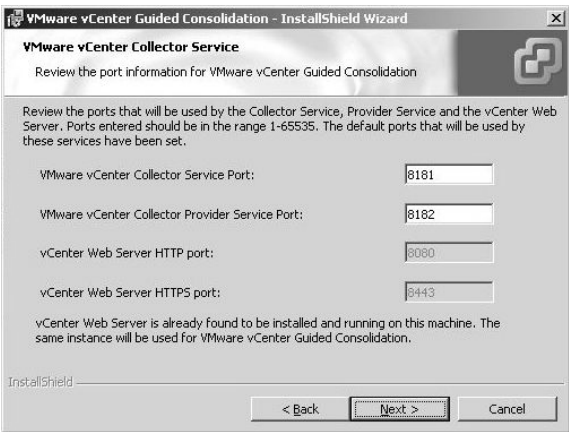 VMware vCenter Guided Consolidation - InstallShield Wizard
VMware vCenter Collector Service
Review the port information for VMware vCenter Guided Consolidation
Review the ports that will be used by the Collector Service, Provider Service and the vCenter Web
Server. Ports entered should be in the range 1-65535. The default ports that will be used by
these services have been set.
VMware vCenter Collector Service Port: 8181
VMware vCenter Collector Provider Service Port: 8182
vCenter Web Server HTTP port: 8080
vCenter Web Server HTTPS port: 8443
vCenter Web Server is already found to be installed and running on this machine. The
same instance will be used for VMware vCenter Guided Consolidation.
InstallShield
< Back Next > Cancel